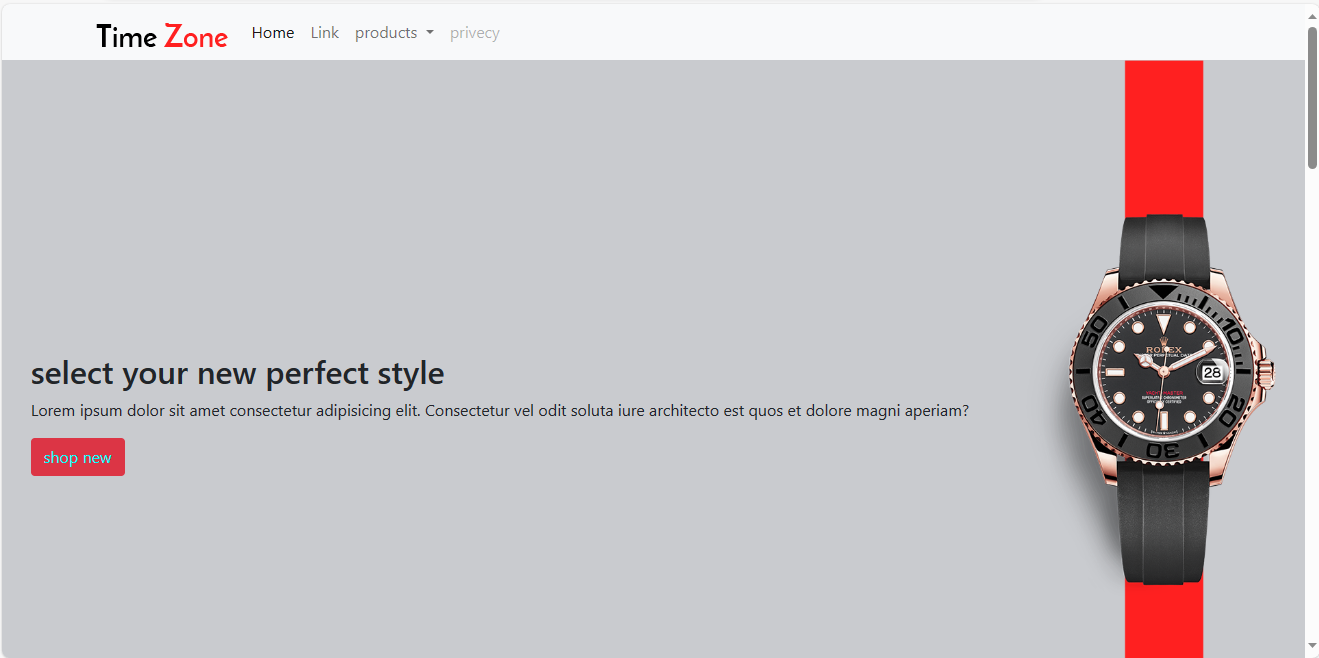 Time Zone Home Link products privecy
select your new perfect style
Lorem ipsum dolor sit amet consectetur adipisicing elit. Consectetur vel odit soluta iure architecto est quos et dolore magni aperiam?
shop new
10
20
30
40
50
ROLEX
28